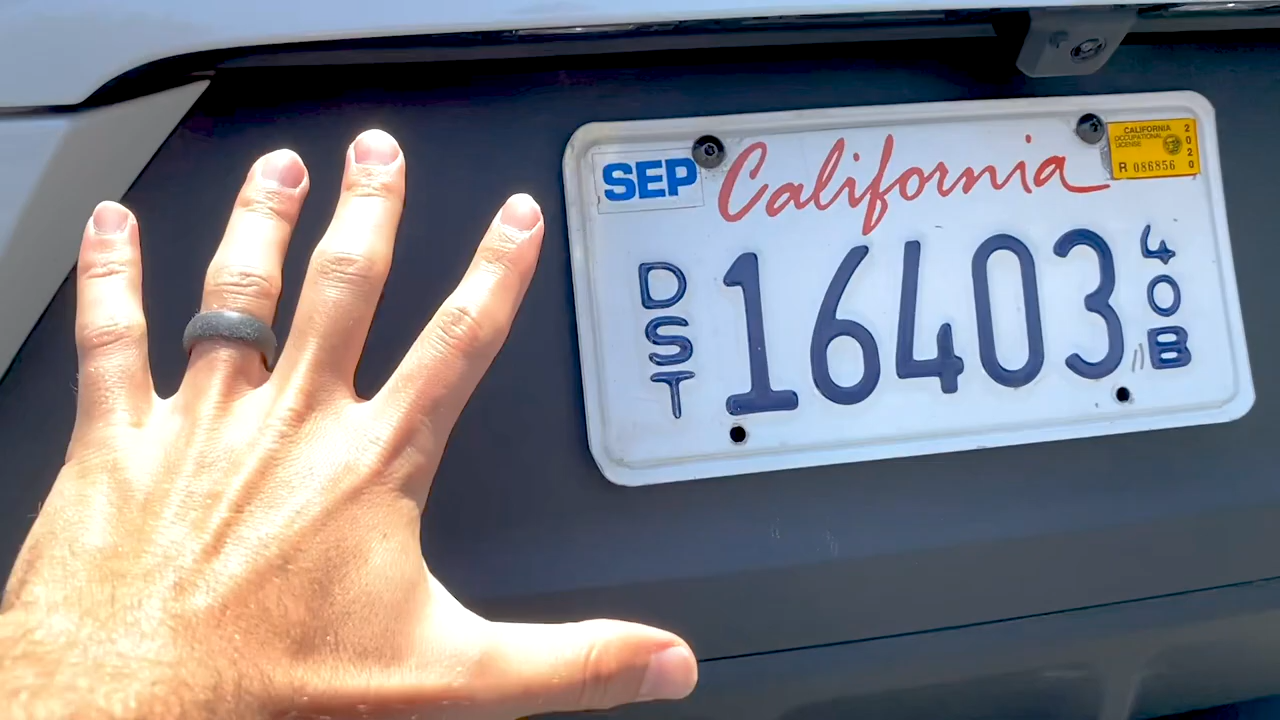 SEP
California
CALIFORNIA
OCCUPATIONAL
LICENSE
2020
R 086856
DST
16403
40B